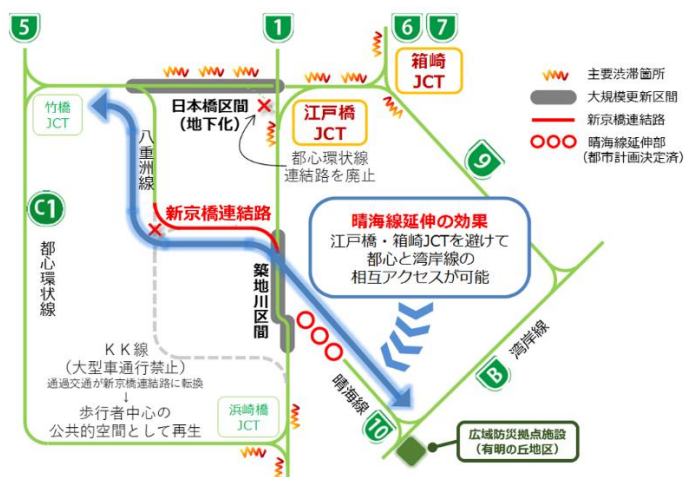 5
1
6
7
竹橋
JCT
日本橋区間
(地下化)
江戸橋
JCT
箱崎
JCT
主要渋滞箇所
大規模更新区間
新京橋連結路
晴海線延伸部
(都市計画決定済)
都心環状線
連結路を廃止
八重洲線
9
C1
都心環状線
新京橋連結路
築地川区間
晴海線延伸の効果
江戸橋・箱崎JCTを避けて
都心と湾岸線の
相互アクセスが可能
KK線
(大型車通行禁止)
通過交通が新京橋連結路に転換
↓
歩行者中心の
公共的空間として再生
浜崎橋
JCT
晴海線
10
B
湾岸線
広域防災拠点施設
(有明の丘地区)